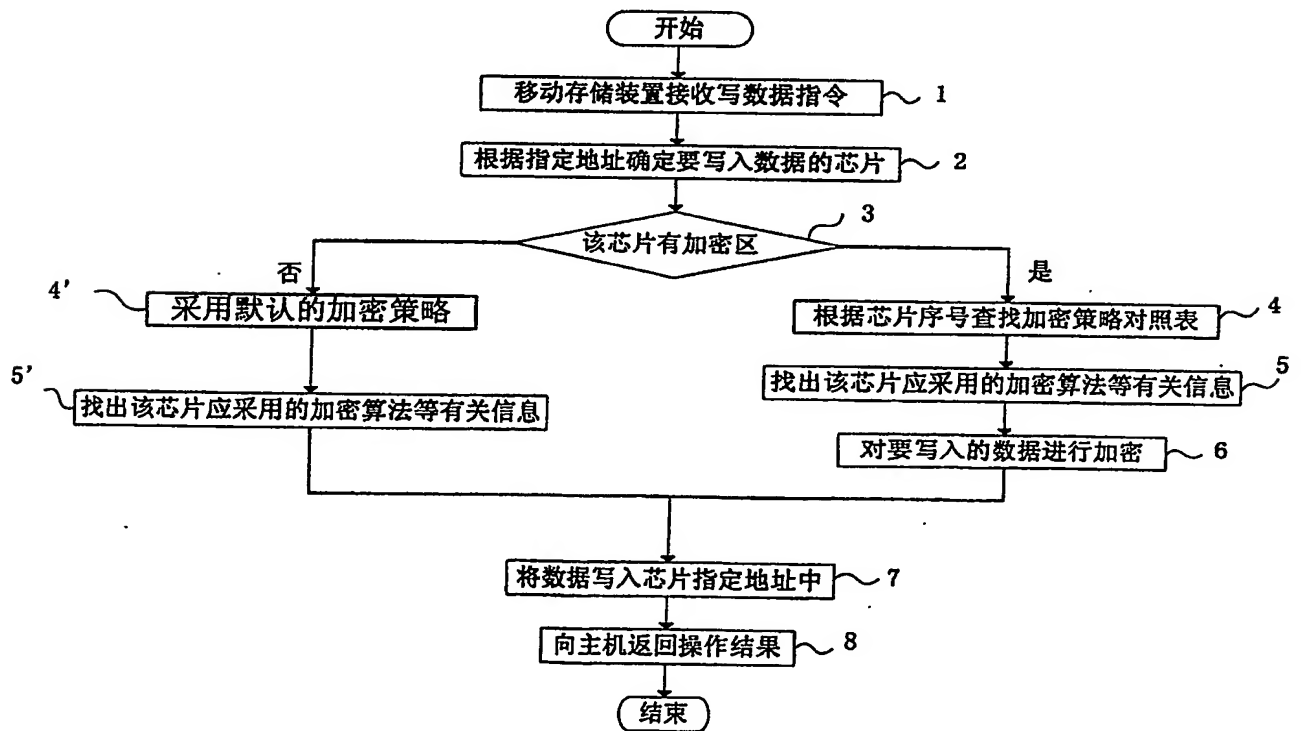 开始
移动存储装置接收写数据指令
1
根据指定地址确定要写入数据的芯片
2
该芯片有加密区
3
否
是
4'
采用默认的加密策略
根据芯片序号查找加密策略对照表
4
5'
找出该芯片应采用的加密算法等有关信息
找出该芯片应采用的加密算法等有关信息
5
对要写入的数据进行加密
6
将数据写入芯片指定地址中
7
向主机返回操作结果
8
结束